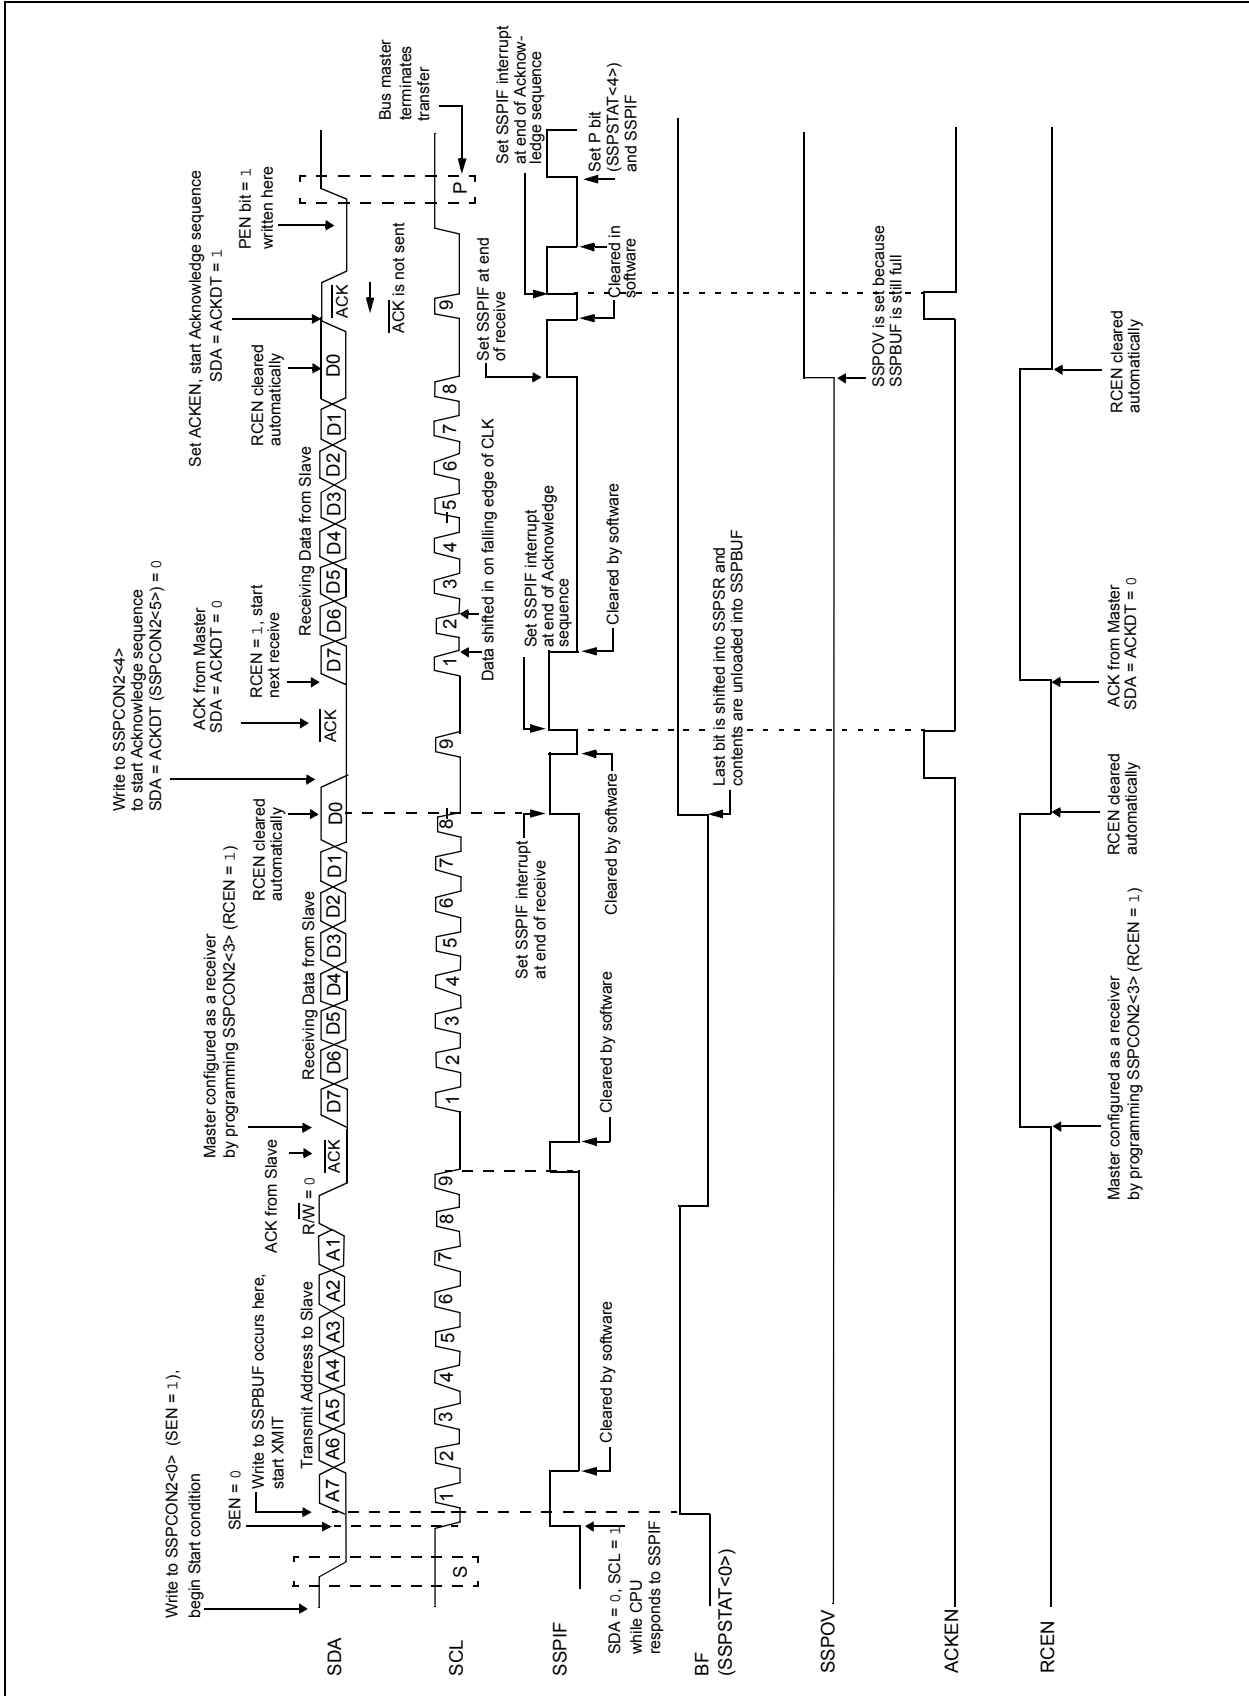 Write to SSPCON2<0> (SEN = 1),
begin Start condition
SEN = 0
Write to SSPBUF occurs here,
start XMIT
Transmit Address to Slave
R/W = 0
ACK from Slave
Master configured as a receiver
by programming SSPCON2<3> (RCEN = 1)
Receiving Data from Slave
RCEN cleared
automatically
Write to SSPCON2<4>
to start Acknowledge sequence
SDA = ACKDT (SSPCON2<5>) = 0
ACK from Master
SDA = ACKDT = 0
RCEN = 1, start
next receive
Receiving Data from Slave
RCEN cleared
automatically
Set ACKEN, start Acknowledge sequence
SDA = ACKDT = 1
PEN bit = 1
written here
SDA
A7 A6 A5 A4 A3 A2 A1
ACK
D7 D6 D5 D4 D3 D2 D1 D0
ACK
D7 D6 D5 D4 D3 D2 D1 D0
ACK
ACK is not sent
Bus master
terminates
transfer
SCL
S
1 2 3 4 5 6 7 8 9
1 2 3 4 5 6 7 8 9
1 2 3 4 5 6 7 8 9
P
Data shifted in on falling edge of CLK
Set SSPIF interrupt
at end of receive
Set SSPIF interrupt
at end of Acknowledge
sequence
Set SSPIF at end
of receive
Set SSPIF interrupt
at end of Acknow-
ledge sequence
SSPIF
SDA = 0, SCL = 1
while CPU
responds to SSPIF
Cleared by software
Cleared by software
Cleared by software
Cleared by software
Cleared in
software
Set P bit
(SSPSTAT<4>)
and SSPIF
BF
(SSPSTAT<0>)
Last bit is shifted into SSPSR and
contents are unloaded into SSPBUF
SSPOV
SSPOV is set because
SSPBUF is still full
ACKEN
RCEN
Master configured as a receiver
by programming SSPCON2<3> (RCEN = 1)
RCEN cleared
automatically
ACK from Master
SDA = ACKDT = 0
RCEN cleared
automatically